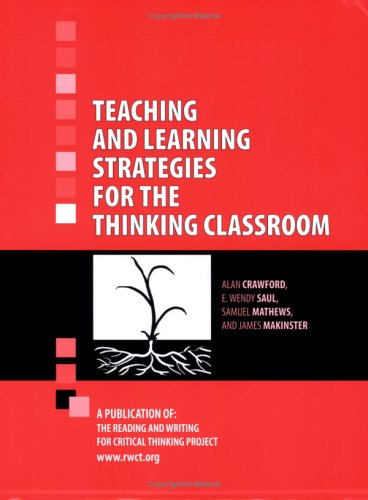 Copyrighted Material
TEACHING
AND LEARNING
STRATEGIES
FOR THE
THINKING CLASSROOM
ALAN CRAWFORD,
E. WENDY SAUL,
SAMUEL MATHEWS,
AND JAMES MAKINSTER
A PUBLICATION OF:
THE READING AND WRITING
FOR CRITICAL THINKING PROJECT
www.rwct.org
Copyrighted Material